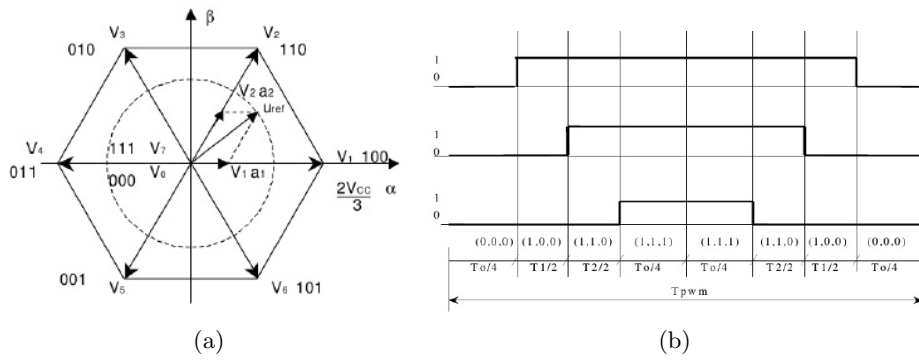 β
V₃
V₂
010
110
V₂ a₂
uref
V₄
111 V₇
V₁ 100
011
000 V₀
V₁ a₁
2Vcc
3
α
001
V₅
V₆ 101
(a)
1
0
1
0
1
0
(0,0,0) (1,0,0) (1,1,0) (1,1,1) (1,1,1) (1,1,0) (1,0,0) (0,0,0)
To/4 T1/2 T2/2 To/4 To/4 T2/2 T1/2 To/4
Tpwm
(b)